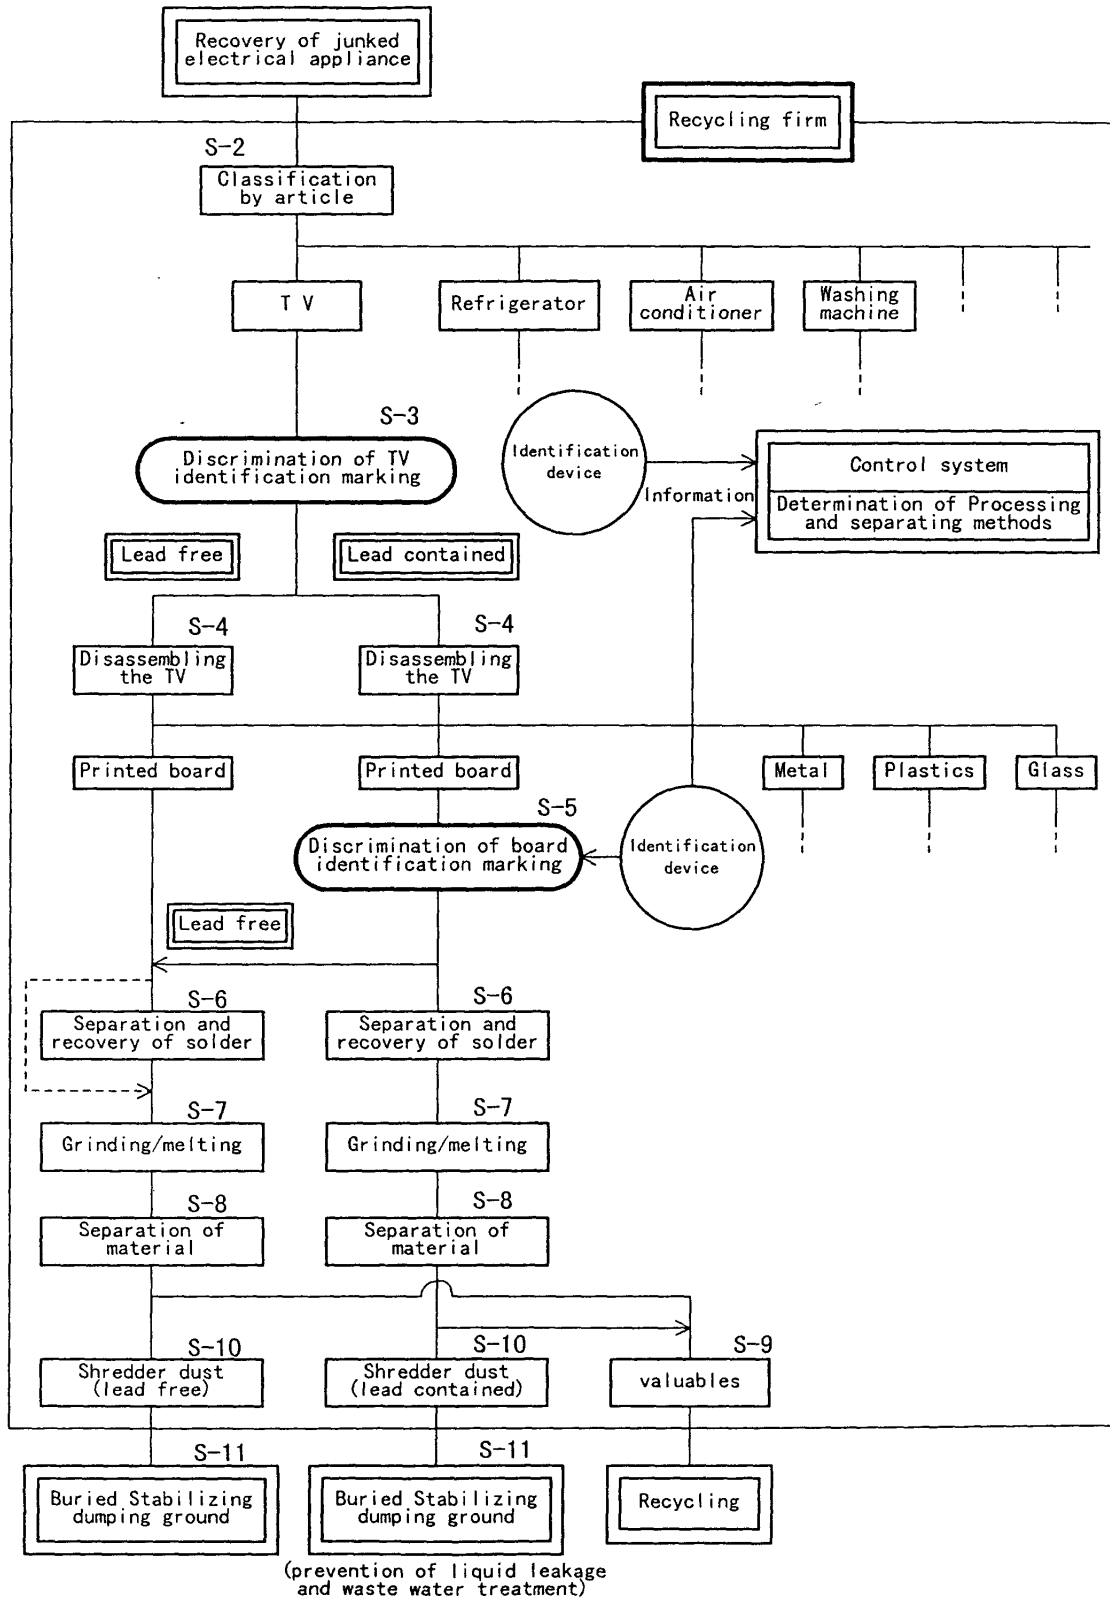 Recovery of junked
electrical appliance
Recycling firm
S-2
Classification
by article
T V
Refrigerator
Air
conditioner
Washing
machine
S-3
Discrimination of TV
identification marking
Identification
device
Information
Control system
Determination of Processing
and separating methods
Lead free
Lead contained
S-4
S-4
Disassembling
the TV
Disassembling
the TV
Printed board
Printed board
Metal
Plastics
Glass
S-5
Discrimination of board
identification marking
Identification
device
Lead free
S-6
S-6
Separation and
recovery of solder
Separation and
recovery of solder
S-7
S-7
Grinding/melting
Grinding/melting
S-8
S-8
Separation of
material
Separation of
material
S-10
S-10
S-9
Shredder dust
(lead free)
Shredder dust
(lead contained)
valuables
S-11
S-11
Buried Stabilizing
dumping ground
Buried Stabilizing
dumping ground
Recycling
(prevention of liquid leakage
and waste water treatment)